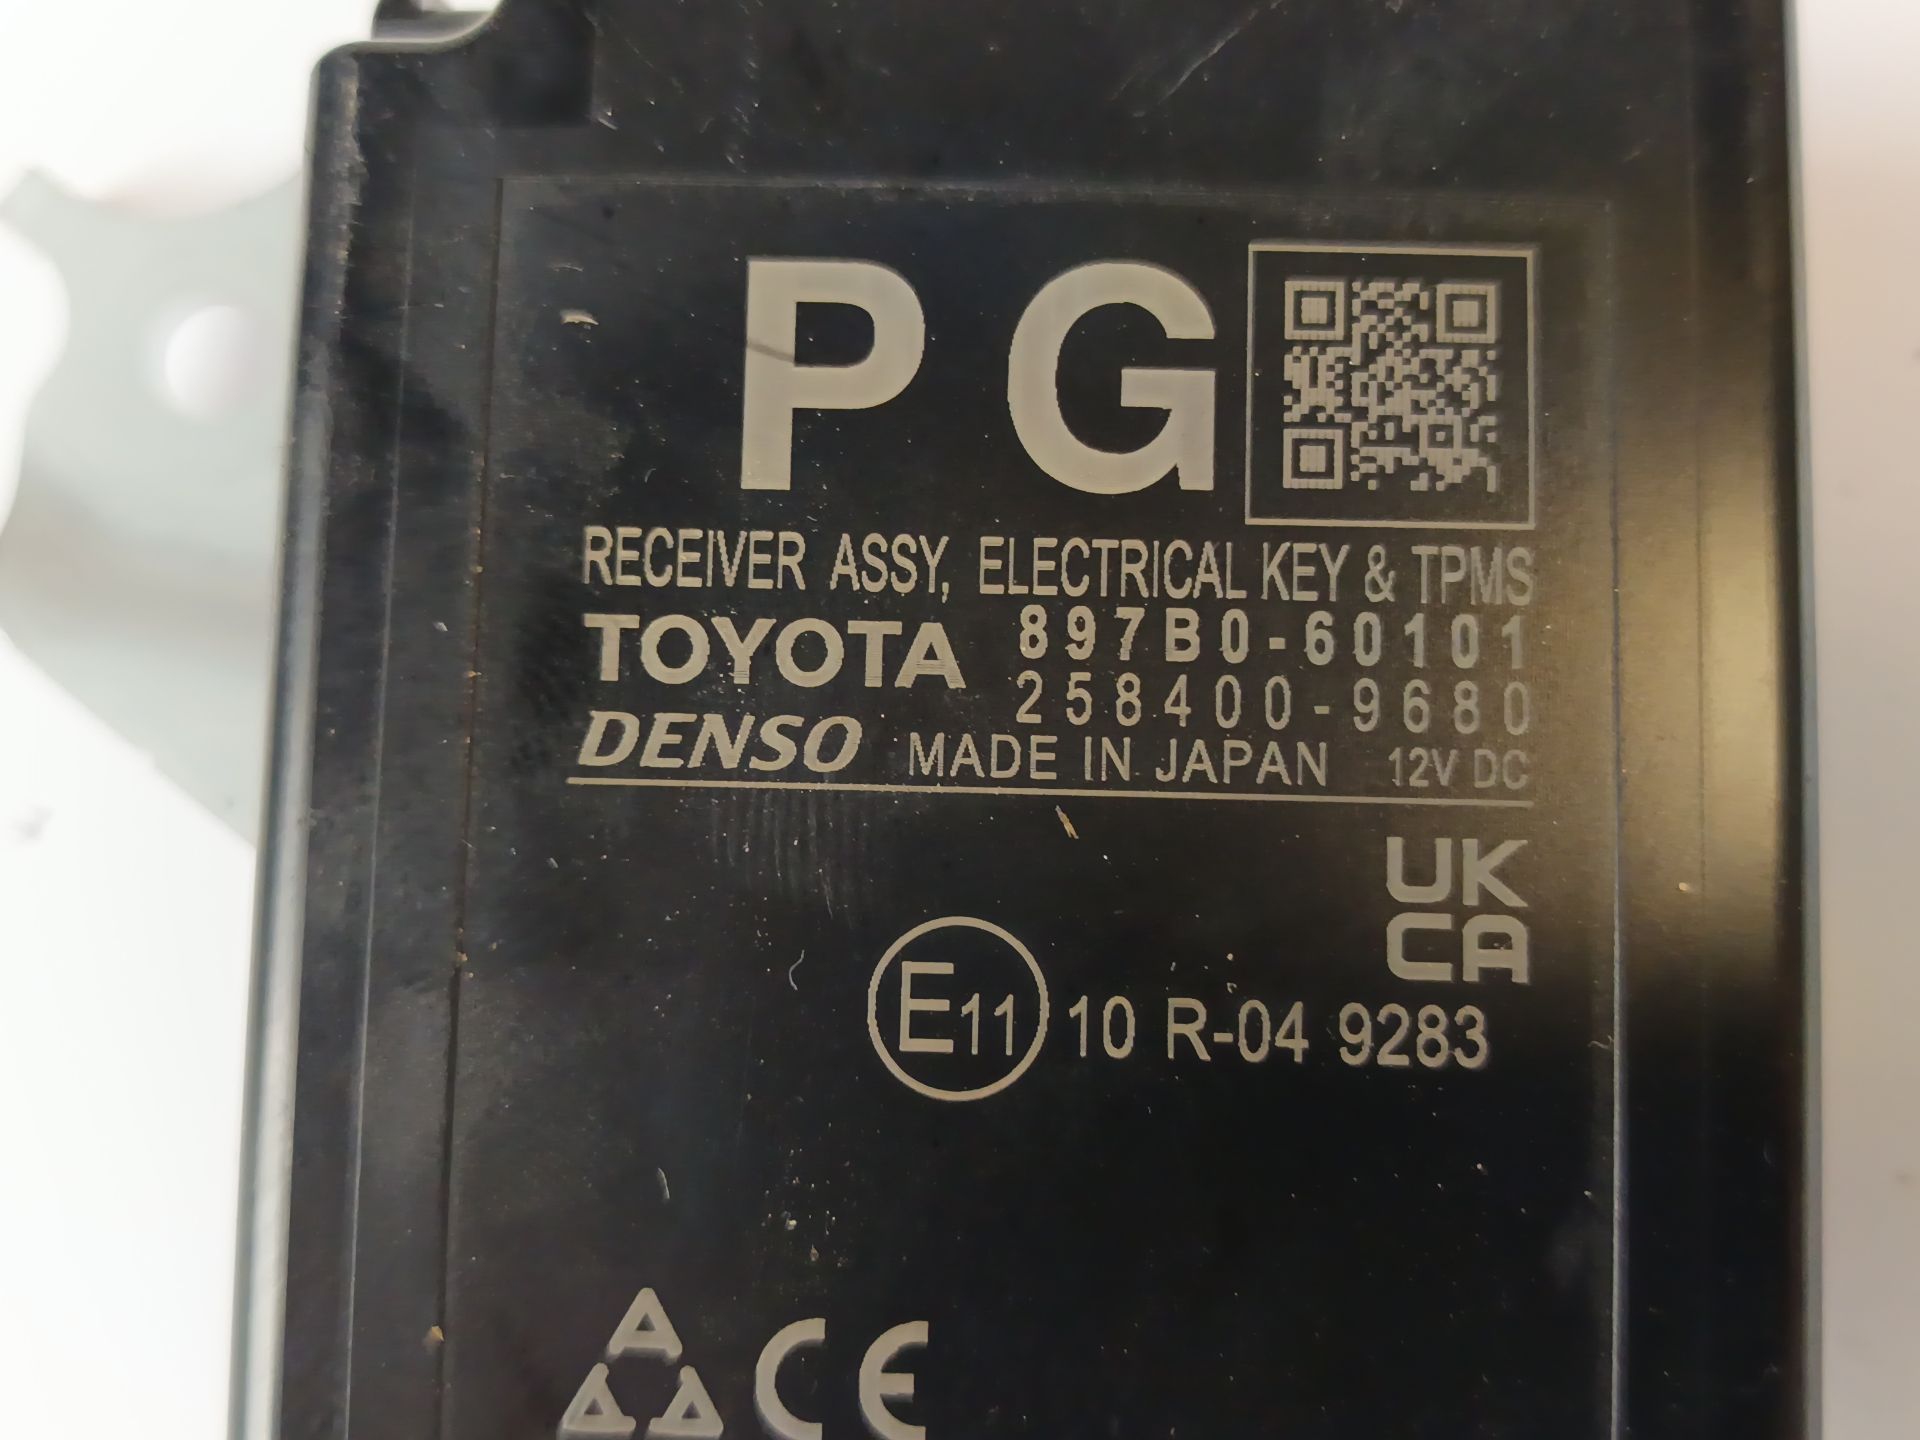 PG
RECEIVER ASSY, ELECTRICAL KEY & TPMS
TOYOTA 897B0-60101
258400-9680
DENSO MADE IN JAPAN 12V DC
UK
CA
E11 10 R-04 9283
CE